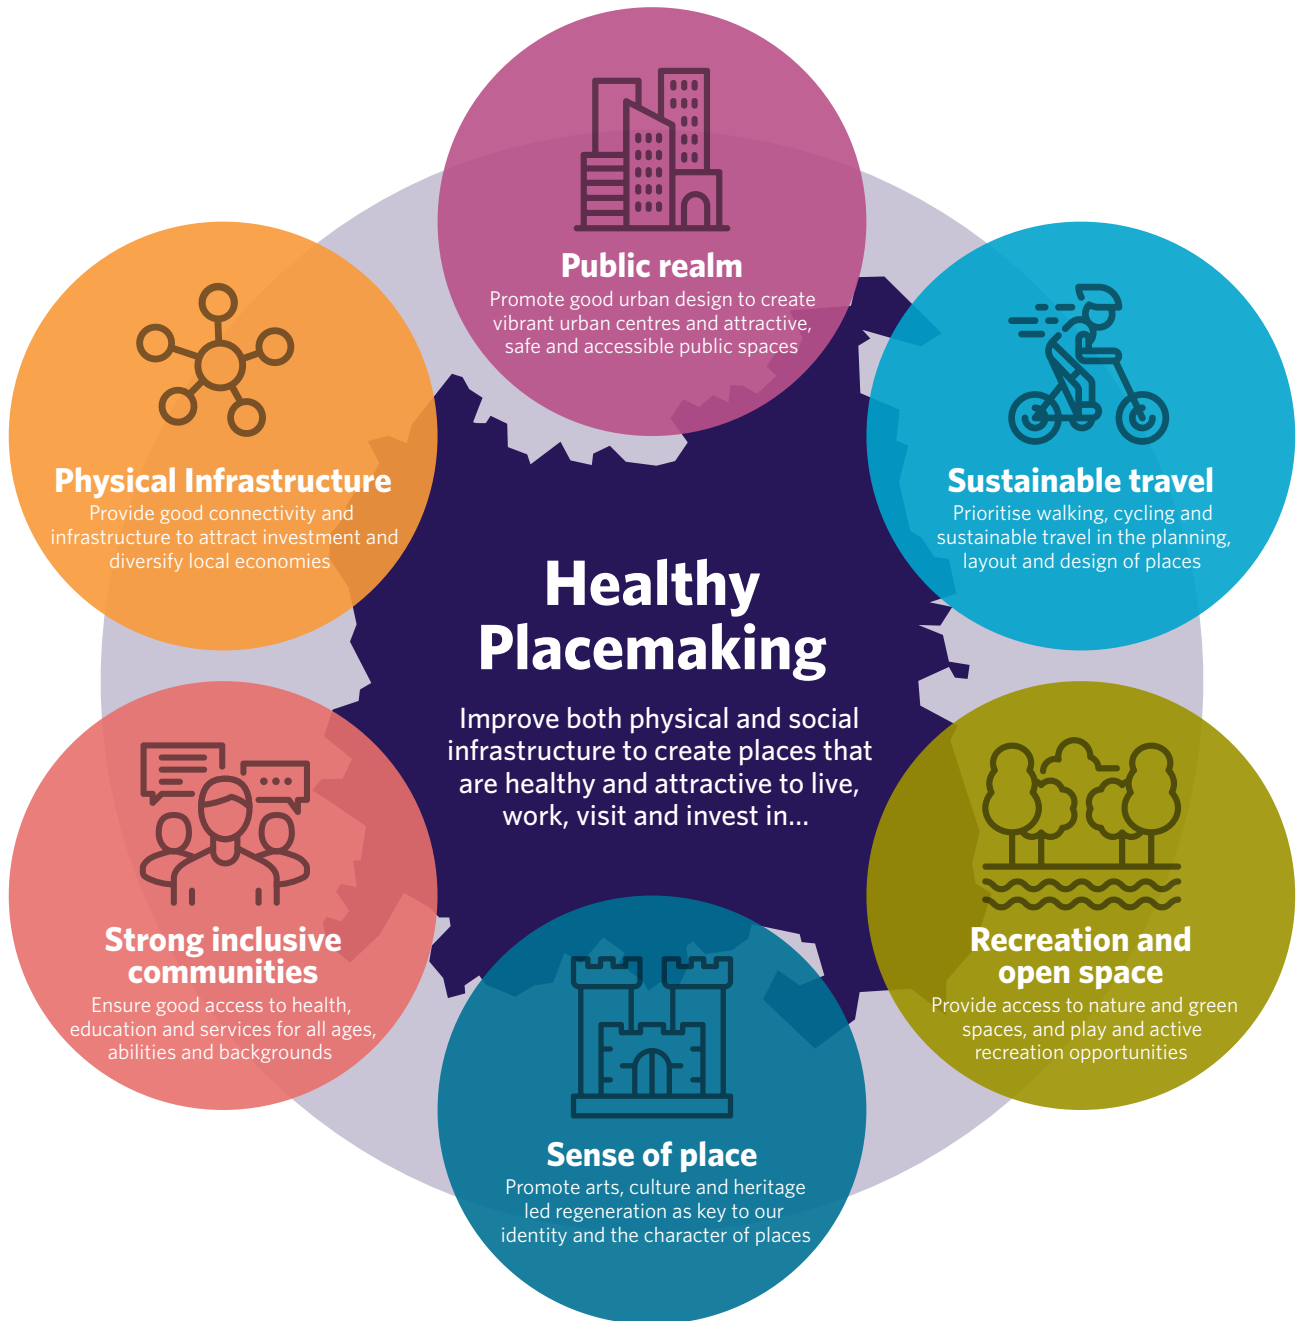 Public realm
Promote good urban design to create
vibrant urban centres and attractive,
safe and accessible public spaces
Physical Infrastructure
Provide good connectivity and
infrastructure to attract investment and
diversify local economies
Sustainable travel
Prioritise walking, cycling and
sustainable travel in the planning,
layout and design of places
Healthy
Placemaking
Improve both physical and social
infrastructure to create places that
are healthy and attractive to live,
work, visit and invest in...
Strong inclusive
communities
Ensure good access to health,
education and services for all ages,
abilities and backgrounds
Recreation and
open space
Provide access to nature and green
spaces, and play and active
recreation opportunities
Sense of place
Promote arts, culture and heritage
led regeneration as key to our
identity and the character of places